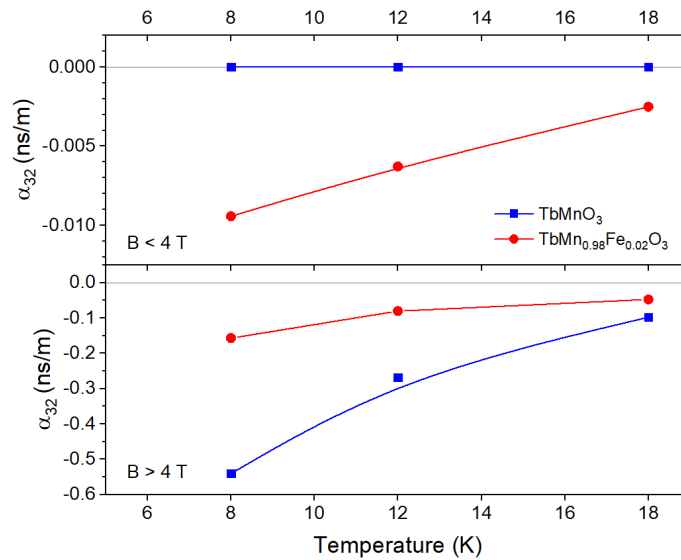 6 8 10 12 14 16 18
0.000
-0.005
-0.010
α₃₂ (ns/m)
TbMnO₃
TbMn₀.₉₈Fe₀.₀₂O₃
B < 4 T
0.0
-0.1
-0.2
-0.3
-0.4
-0.5
-0.6
α₃₂ (ns/m)
B > 4 T
6 8 10 12 14 16 18
Temperature (K)